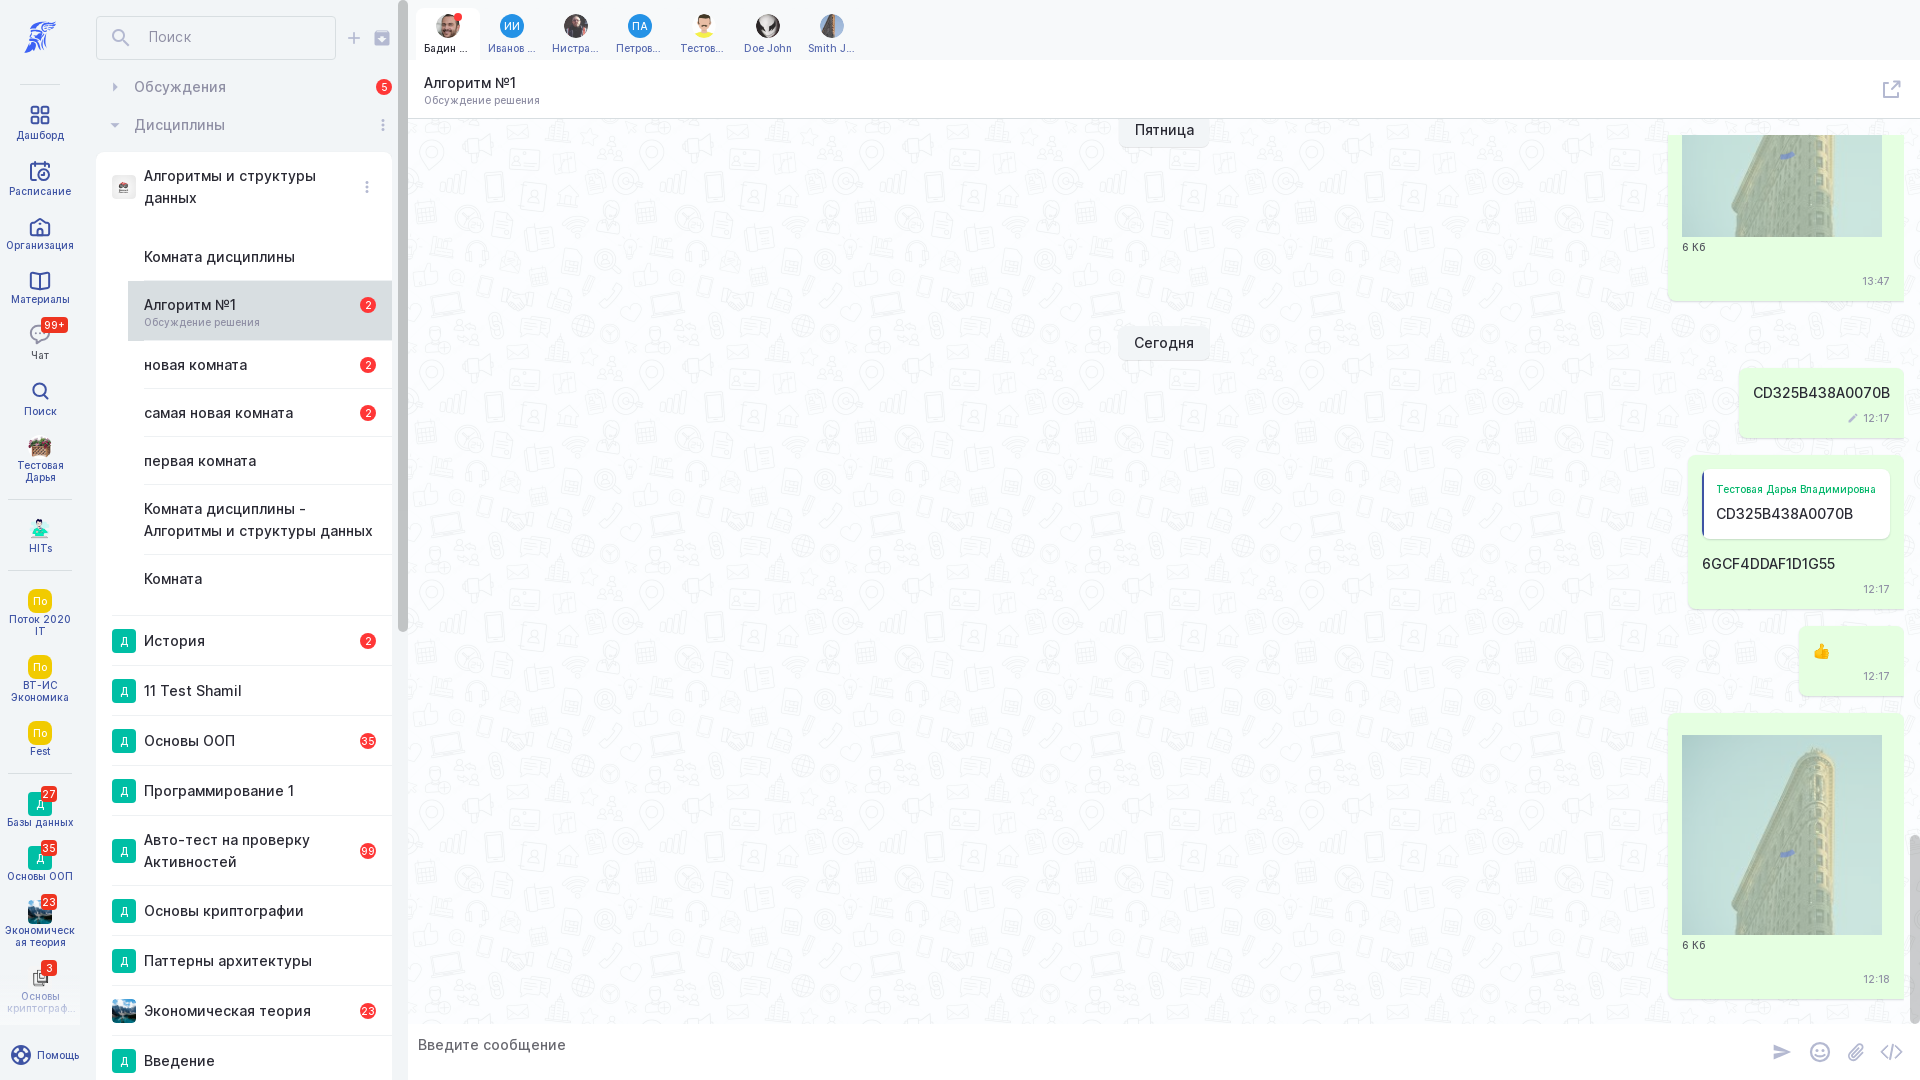 Дашборд
Расписание
Организация
Материалы
99+
Чат
Поиск
Тестовая
Дарья
HITs
По
Поток 2020
IT
По
ВТ-ИС
Экономика
По
Fest
27
Д
Базы данных
35
Д
Основы ООП
23
Экономическ
ая теория
3
Основы
криптограф...
Помощь
Поиск
Обсуждения
5
Дисциплины
Алгоритмы и структуры
данных
Комната дисциплины
Алгоритм №1
2
Обсуждение решения
новая комната
2
самая новая комната
2
первая комната
Комната дисциплины -
Алгоритмы и структуры данных
Комната
Д
История
2
Д
11 Test Shamil
Д
Основы ООП
35
Д
Программирование 1
Д
Авто-тест на проверку
Активностей
99
Д
Основы криптографии
Д
Паттерны архитектуры
Экономическая теория
23
Д
Введение
Бадин ...
ИИ
Иванов ...
Нистра...
ПА
Петров...
Тестов...
Doe John
Smith J...
Алгоритм №1
Обсуждение решения
Пятница
6 Кб
13:47
Сегодня
CD325B438A0070B
12:17
Тестовая Дарья Владимировна
CD325B438A0070B
6GCF4DDAF1D1G55
12:17
12:17
6 Кб
12:18
Введите сообщение